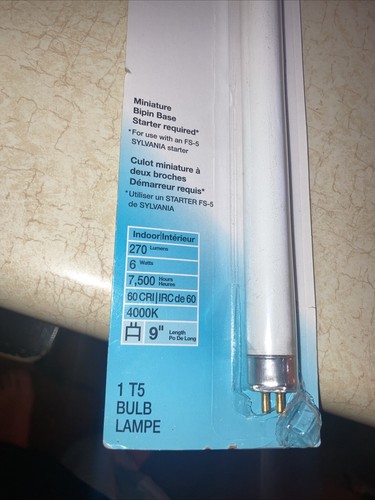 Miniature
Bipin Base
Starter required*
*For use with an FS-5
SYLVANIA starter
Culot miniature à
deux broches
Démarreur requis*
*Utiliser un STARTER FS-5
de SYLVANIA
Indoor|Intérieur
270 Lumens
6 Watts
7,500 Hours
Heures
60 CRI|IRC de 60
4000K
9" Length
Po De Long
1 T5
BULB
LAMPE